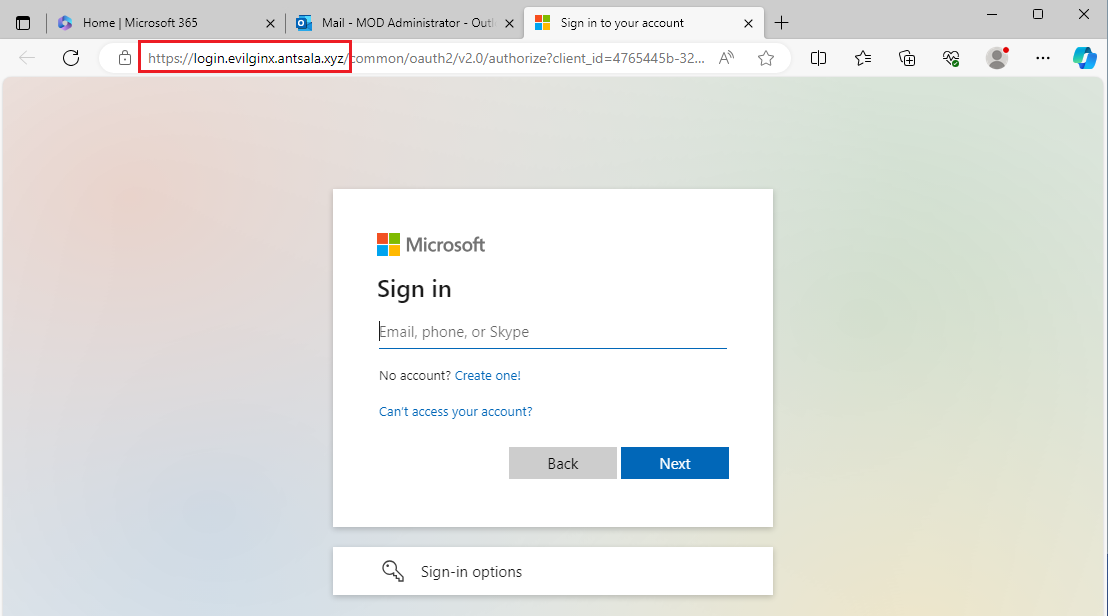 Home | Microsoft 365
Mail - MOD Administrator - Outl
Sign in to your account
https://login.evilginx.antsala.xyz/common/oauth2/v2.0/authorize?client_id=4765445b-32...
Microsoft
Sign in
Email, phone, or Skype
No account? Create one!
Can't access your account?
Back
Next
Sign-in options